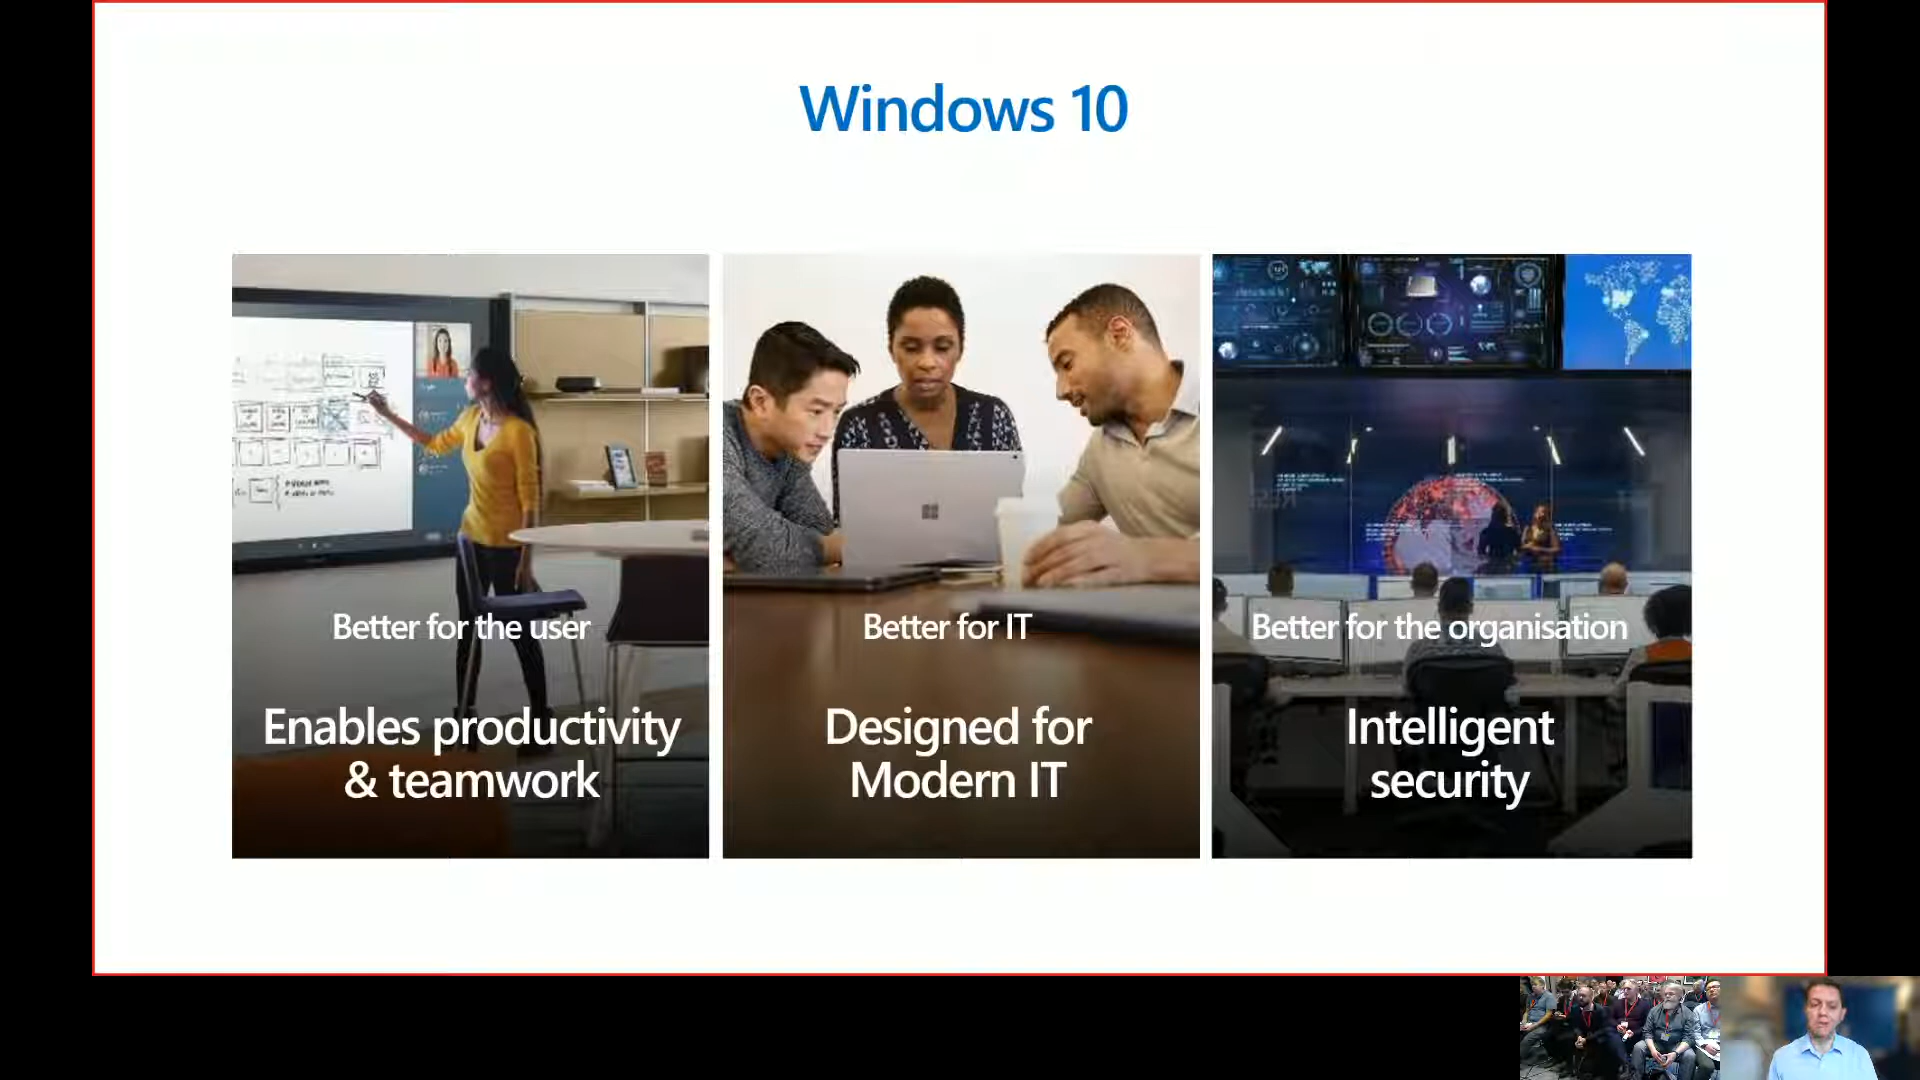 Windows 10
Better for the user
Enables productivity
& teamwork
Better for IT
Designed for
Modern IT
Better for the organisation
Intelligent
security